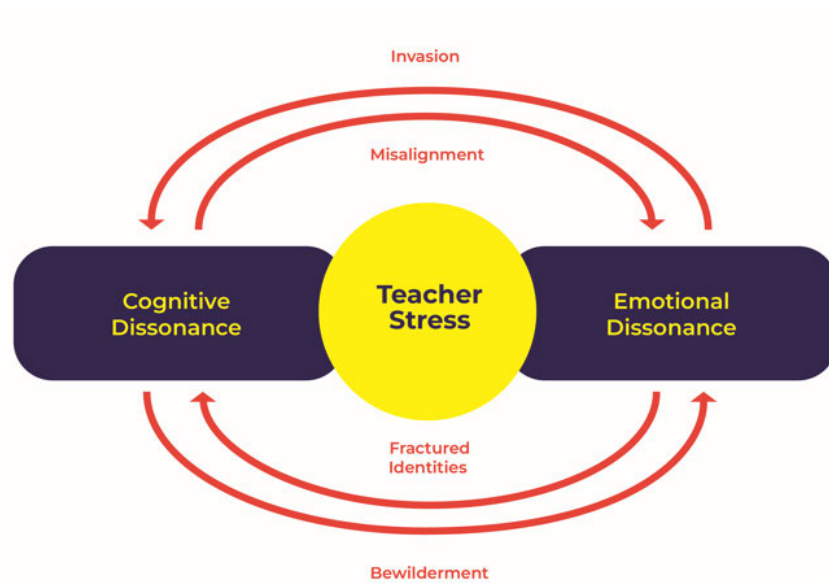 Invasion
Misalignment
Cognitive
Dissonance
Teacher
Stress
Emotional
Dissonance
Fractured
Identities
Bewilderment